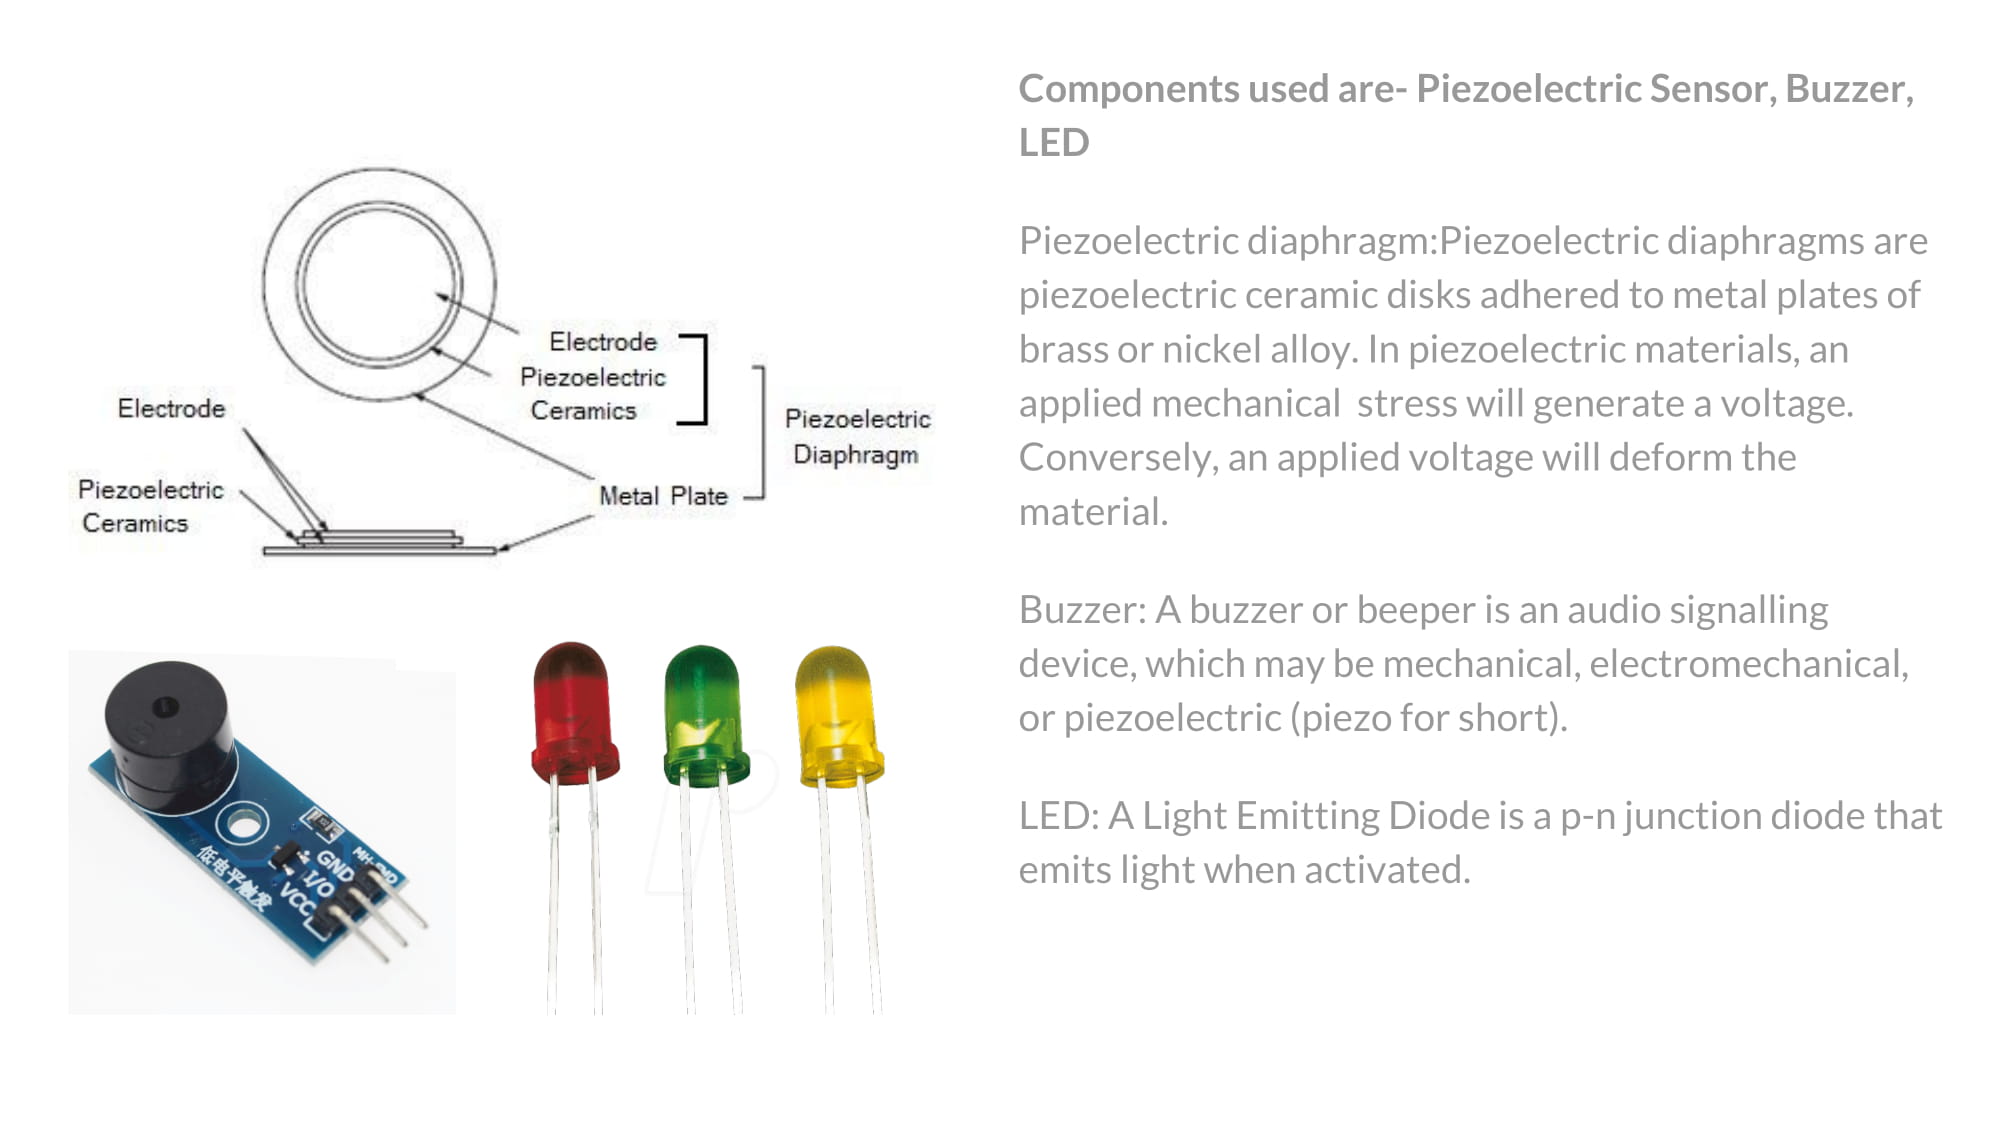 Components used are- Piezoelectric Sensor, Buzzer,
LED
Piezoelectric diaphragm:Piezoelectric diaphragms are
piezoelectric ceramic disks adhered to metal plates of
brass or nickel alloy. In piezoelectric materials, an
applied mechanical  stress will generate a voltage.
Conversely, an applied voltage will deform the
material.
Buzzer: A buzzer or beeper is an audio signalling
device, which may be mechanical, electromechanical,
or piezoelectric (piezo for short).
LED: A Light Emitting Diode is a p-n junction diode that
emits light when activated.
Electrode
Piezoelectric
Ceramics
Piezoelectric
Diaphragm
Metal Plate
Electrode
Piezoelectric
Ceramics
GND
I/O
VCC
低电平触发